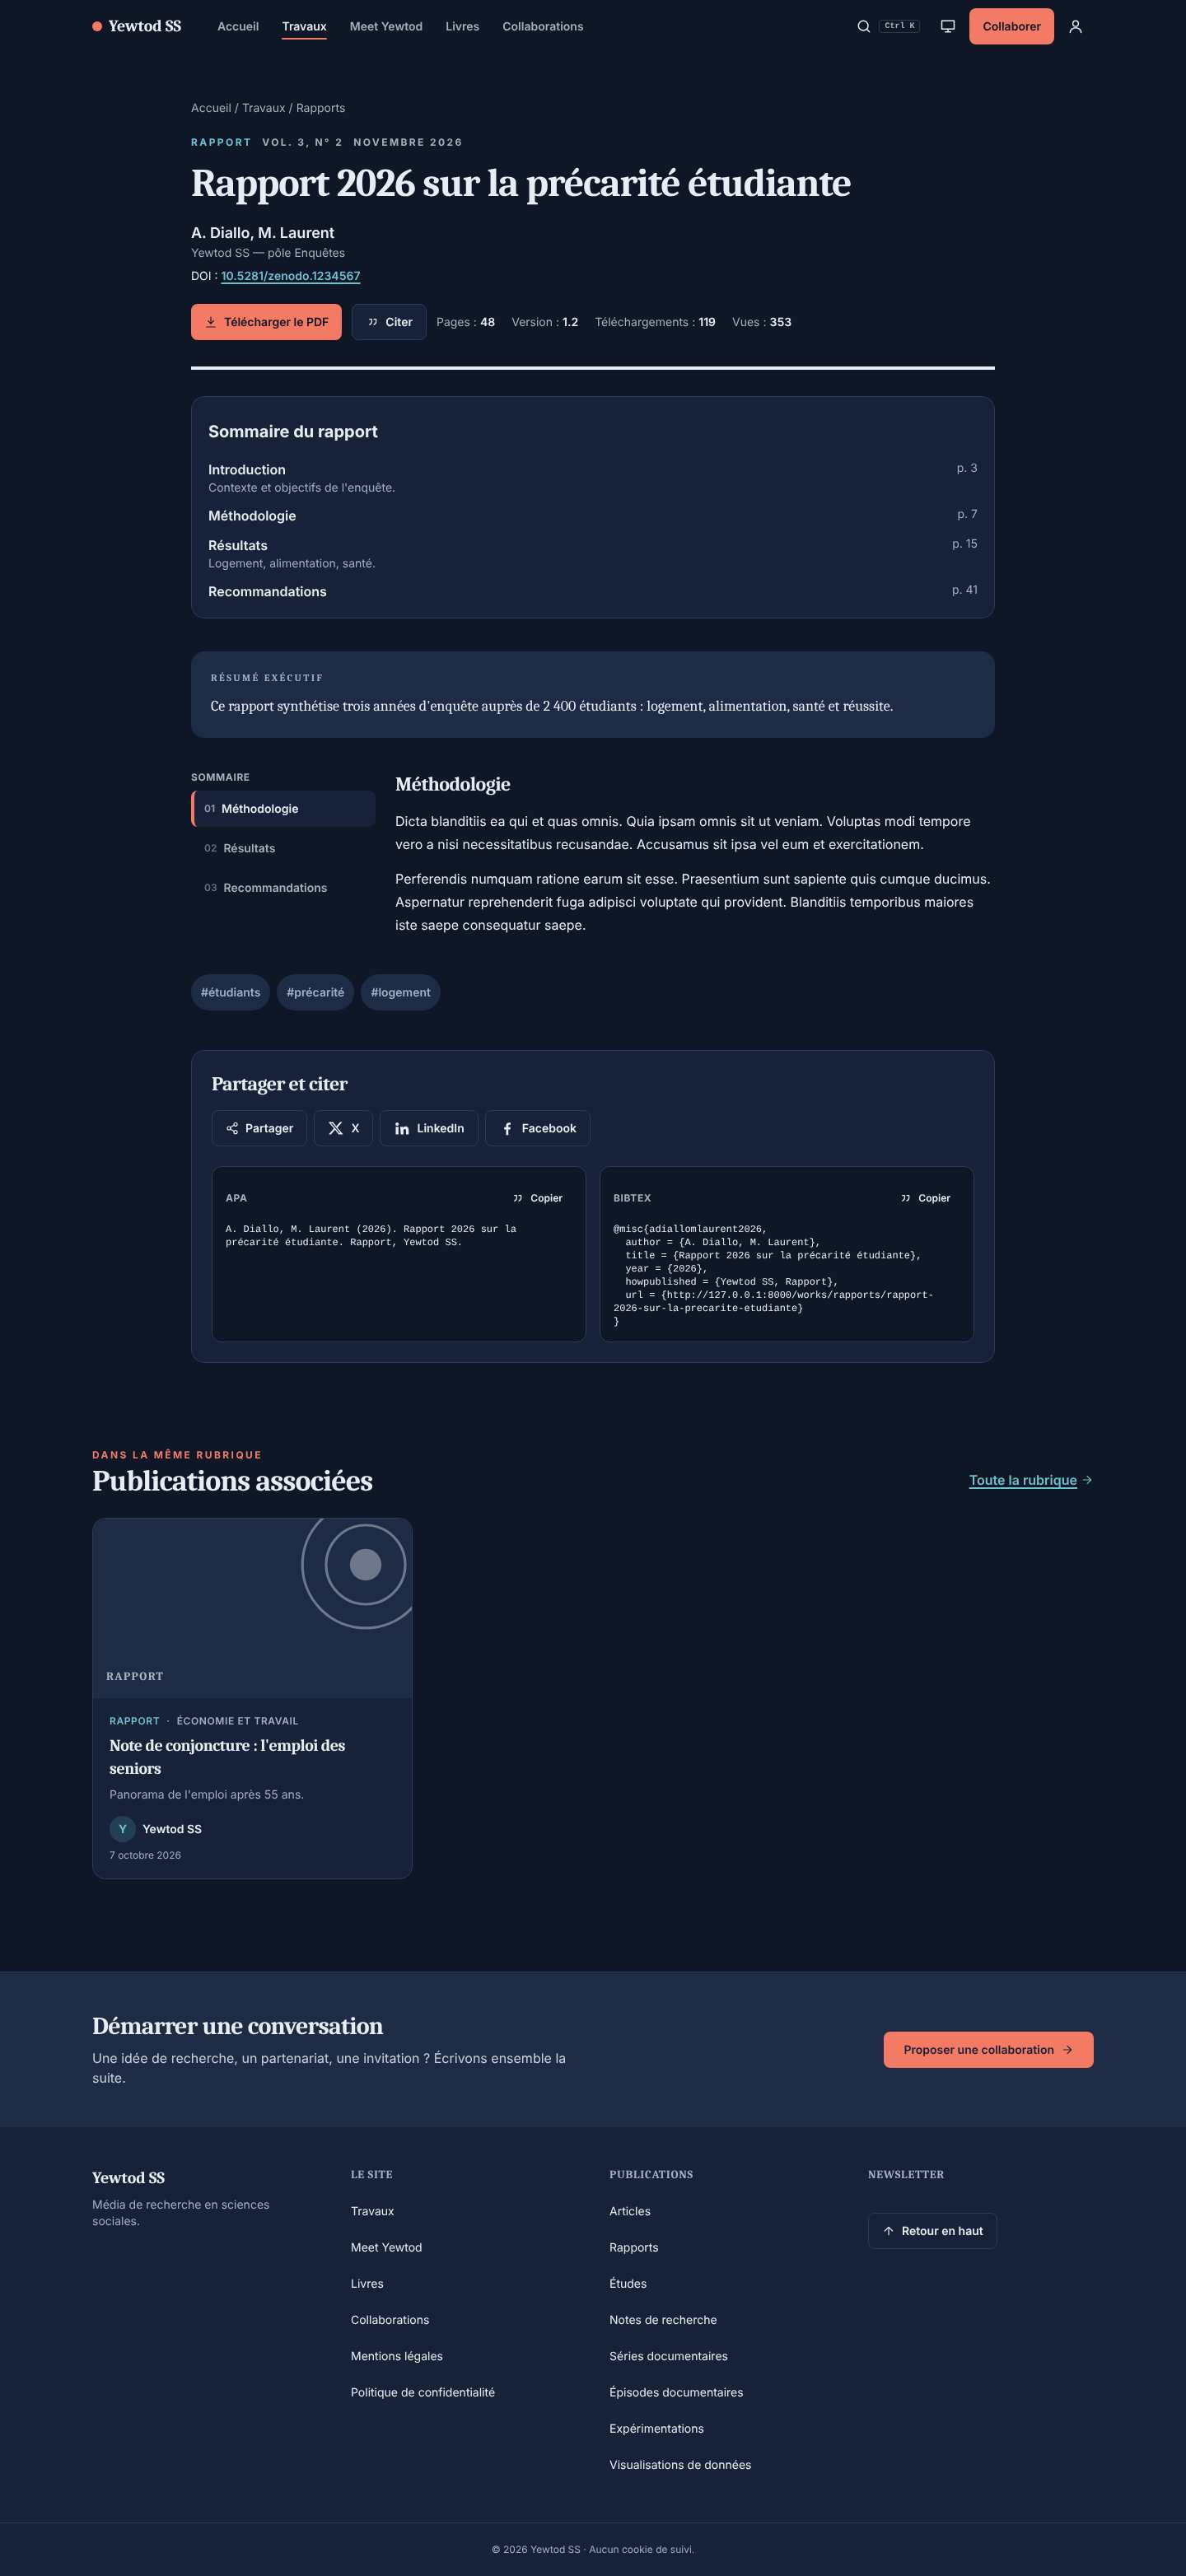 Yewtod SS
Accueil
Travaux
Meet Yewtod
Livres
Collaborations
Ctrl K
Collaborer
Accueil / Travaux / Rapports
RAPPORT VOL. 3, N° 2 NOVEMBRE 2026
Rapport 2026 sur la précarité étudiante
A. Diallo, M. Laurent
Yewtod SS — pôle Enquêtes
DOI : 10.5281/zenodo.1234567
Télécharger le PDF
Citer
Pages : 48
Version : 1.2
Téléchargements : 119
Vues : 353
Sommaire du rapport
Introduction
p. 3
Contexte et objectifs de l'enquête.
Méthodologie
p. 7
Résultats
p. 15
Logement, alimentation, santé.
Recommandations
p. 41
RÉSUMÉ EXÉCUTIF
Ce rapport synthétise trois années d'enquête auprès de 2 400 étudiants : logement, alimentation, santé et réussite.
SOMMAIRE
01 Méthodologie
02 Résultats
03 Recommandations
Méthodologie
Dicta blanditiis ea qui et quas omnis. Quia ipsam omnis sit ut veniam. Voluptas modi tempore
vero a nisi necessitatibus recusandae. Accusamus sit ipsa vel eum et exercitationem.
Perferendis numquam ratione earum sit esse. Praesentium sunt sapiente quis cumque ducimus.
Aspernatur reprehenderit fuga adipisci voluptate qui provident. Blanditiis temporibus maiores
iste saepe consequatur saepe.
#étudiants
#précarité
#logement
Partager et citer
Partager
X
LinkedIn
Facebook
APA
Copier
A. Diallo, M. Laurent (2026). Rapport 2026 sur la
précarité étudiante. Rapport, Yewtod SS.
BIBTEX
Copier
@misc{adiallomlaurent2026,
author = {A. Diallo, M. Laurent},
title = {Rapport 2026 sur la précarité étudiante},
year = {2026},
howpublished = {Yewtod SS, Rapport},
url = {http://127.0.0.1:8000/works/rapports/rapport-
2026-sur-la-precarite-etudiante}
}
DANS LA MÊME RUBRIQUE
Publications associées
Toute la rubrique
RAPPORT
RAPPORT · ÉCONOMIE ET TRAVAIL
Note de conjoncture : l'emploi des
seniors
Panorama de l'emploi après 55 ans.
Y
Yewtod SS
7 octobre 2026
Démarrer une conversation
Une idée de recherche, un partenariat, une invitation ? Écrivons ensemble la
suite.
Proposer une collaboration
Yewtod SS
Média de recherche en sciences
sociales.
LE SITE
Travaux
Meet Yewtod
Livres
Collaborations
Mentions légales
Politique de confidentialité
PUBLICATIONS
Articles
Rapports
Études
Notes de recherche
Séries documentaires
Épisodes documentaires
Expérimentations
Visualisations de données
NEWSLETTER
Retour en haut
© 2026 Yewtod SS · Aucun cookie de suivi.